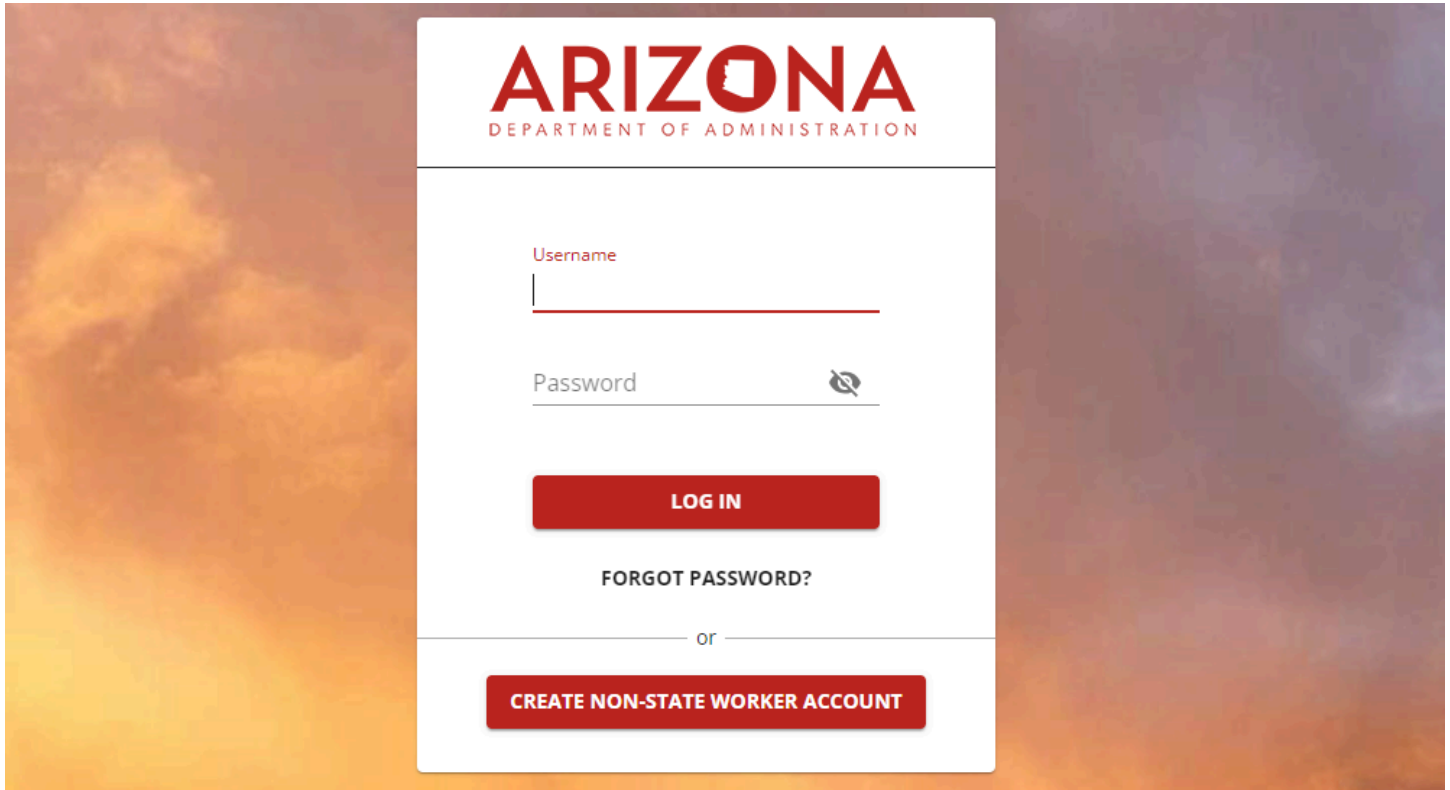 ARIZONA
DEPARTMENT OF ADMINISTRATION
Username
Password
LOG IN
FORGOT PASSWORD?
or
CREATE NON-STATE WORKER ACCOUNT